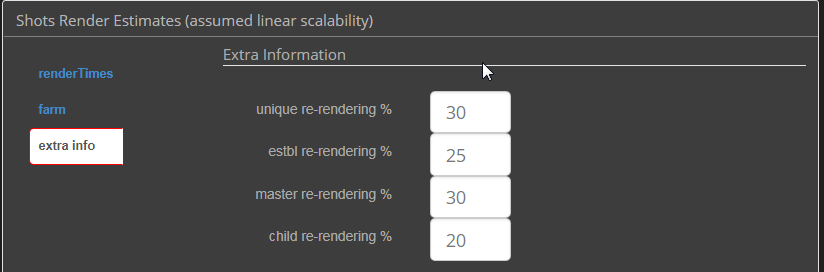 Shots Render Estimates (assumed linear scalability)
Extra Information
renderTimes
farm
extra info
unique re-rendering % 30
estbl re-rendering % 25
master re-rendering % 30
child re-rendering % 20